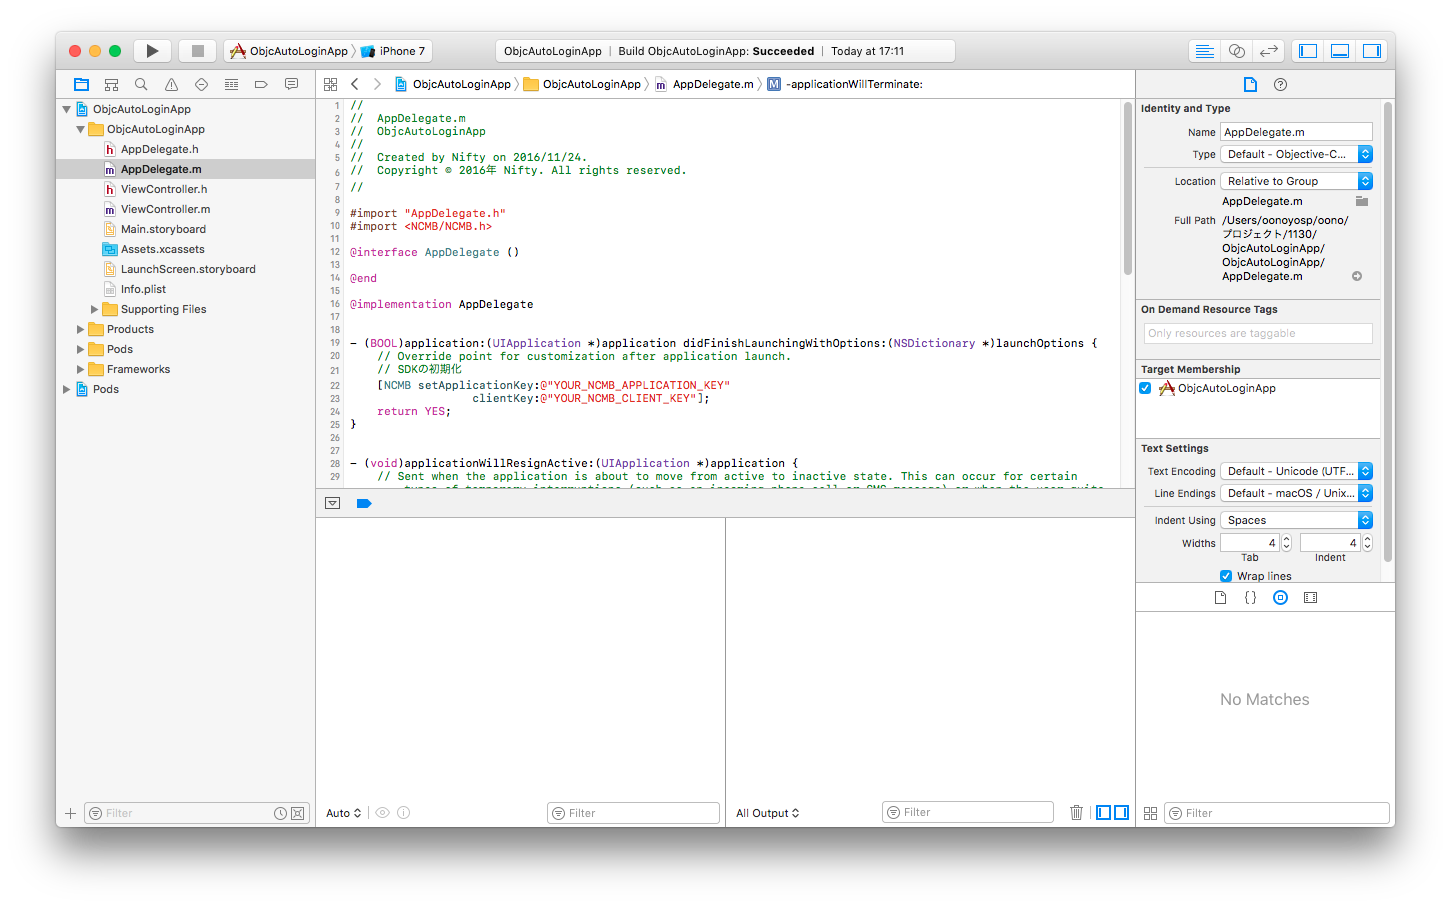 ObjcAutoLoginApp
iPhone 7
ObjcAutoLoginApp | Build ObjcAutoLoginApp: Succeeded | Today at 17:11
ObjcAutoLoginApp
ObjcAutoLoginApp
AppDelegate.m
M
-applicationWillTerminate:
ObjcAutoLoginApp
ObjcAutoLoginApp
h AppDelegate.h
m AppDelegate.m
h ViewController.h
m ViewController.m
Main.storyboard
Assets.xcassets
LaunchScreen.storyboard
Info.plist
Supporting Files
Products
Pods
Frameworks
Pods
Filter
1 //
2 //  AppDelegate.m
3 //  ObjcAutoLoginApp
4 //
5 //  Created by Nifty on 2016/11/24.
6 //  Copyright © 2016年 Nifty. All rights reserved.
7 //
8
9 #import "AppDelegate.h"
10 #import <NCMB/NCMB.h>
11
12 @interface AppDelegate ()
13
14 @end
15
16 @implementation AppDelegate
17
18
19 - (BOOL)application:(UIApplication *)application didFinishLaunchingWithOptions:(NSDictionary *)launchOptions {
20     // Override point for customization after application launch.
21     // SDKの初期化
22     [NCMB setApplicationKey:@"YOUR_NCMB_APPLICATION_KEY"
23                   clientKey:@"YOUR_NCMB_CLIENT_KEY"];
24     return YES;
25 }
26
27
28 - (void)applicationWillResignActive:(UIApplication *)application {
29     // Sent when the application is about to move from active to inactive state. This can occur for certain
Auto
Filter
All Output
Filter
Identity and Type
Name AppDelegate.m
Type Default - Objective-C...
Location Relative to Group
AppDelegate.m
Full Path /Users/oonoyosp/oono/
プロジェクト/1130/
ObjcAutoLoginApp/
ObjcAutoLoginApp/
AppDelegate.m
On Demand Resource Tags
Only resources are taggable
Target Membership
ObjcAutoLoginApp
Text Settings
Text Encoding Default - Unicode (UTF...
Line Endings Default - macOS / Unix...
Indent Using Spaces
Widths 4 4
Tab Indent
Wrap lines
{}
No Matches
Filter